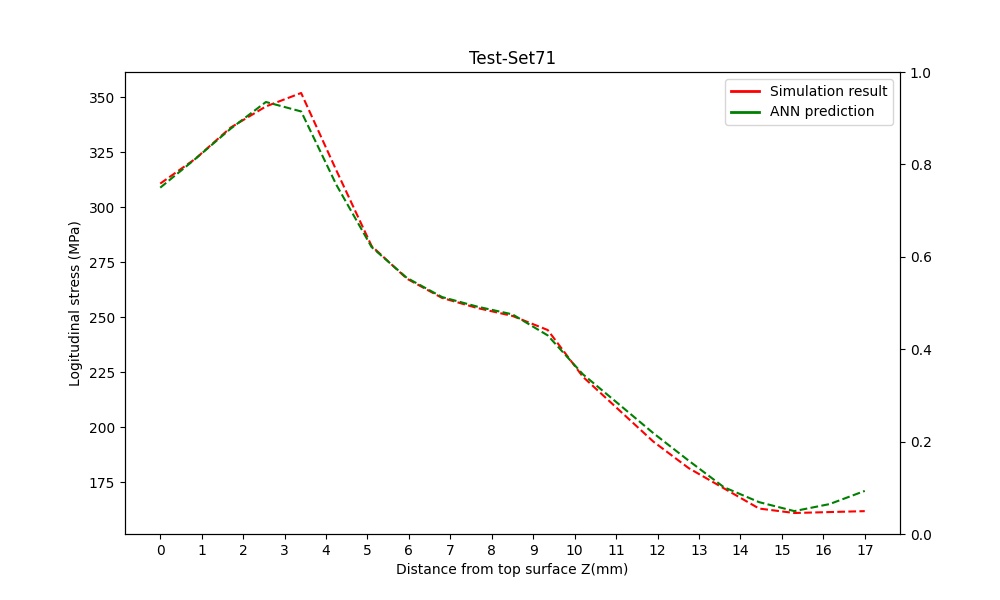 Test-Set71
Simulation result
ANN prediction
Logitudinal stress (MPa)
350
325
300
275
250
225
200
175
1.0
0.8
0.6
0.4
0.2
0.0
0 1 2 3 4 5 6 7 8 9 10 11 12 13 14 15 16 17
Distance from top surface Z(mm)